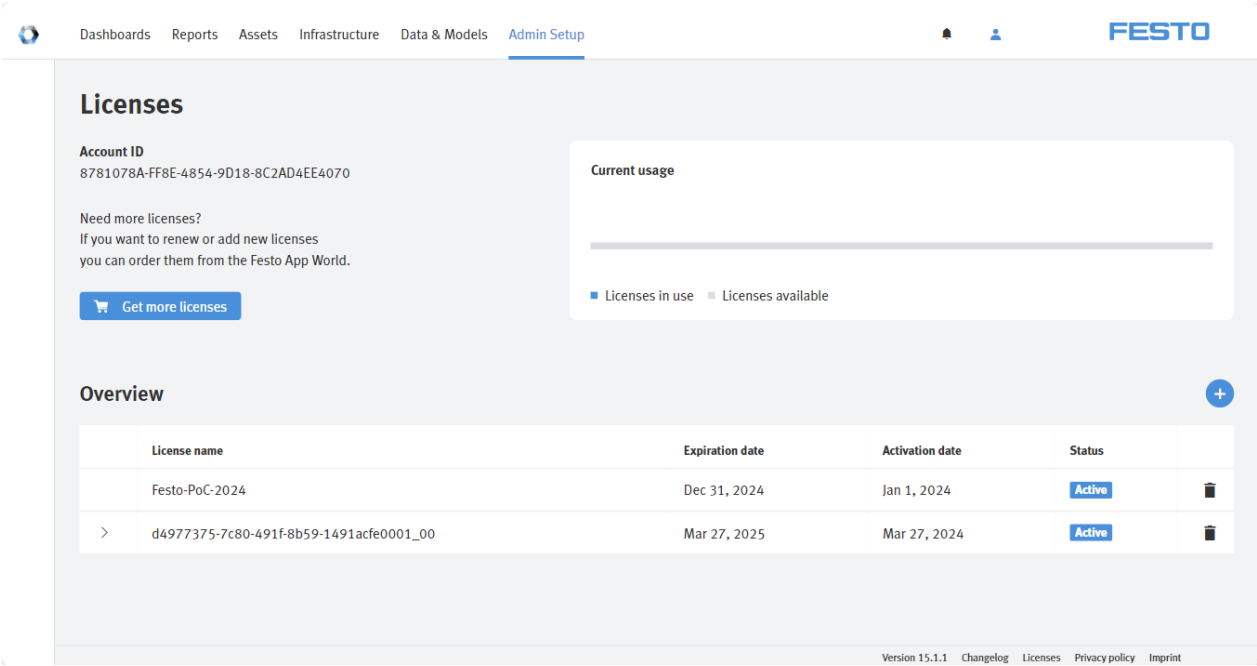 Dashboards Reports Assets Infrastructure Data & Models Admin Setup FESTO
Licenses
Account ID
8781078A-FF8E-4854-9D18-8C2AD4EE4070
Need more licenses?
If you want to renew or add new licenses
you can order them from the Festo App World.
Get more licenses
Current usage
Licenses in use Licenses available
Overview
License name Expiration date Activation date Status
Festo-PoC-2024 Dec 31, 2024 Jan 1, 2024 Active
d4977375-7c80-491f-8b59-1491acfe0001_00 Mar 27, 2025 Mar 27, 2024 Active
Version 15.1.1 Changelog Licenses Privacy policy Imprint